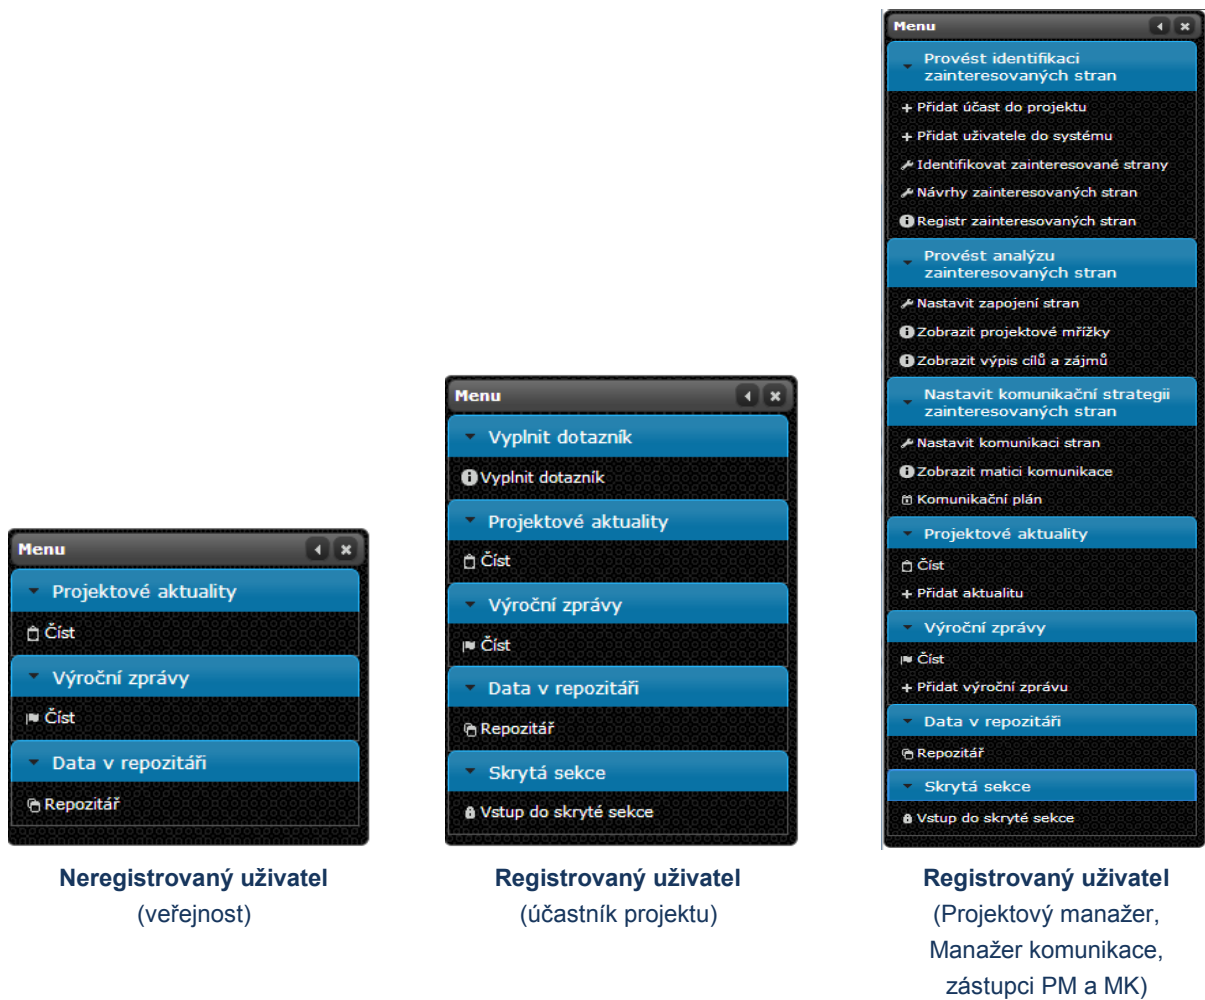 Menu
Projektové aktuality
Číst
Výroční zprávy
Číst
Data v repozitáři
Repozitář
Neregistrovaný uživatel
(veřejnost)
Menu
Vyplnit dotazník
Vyplnit dotazník
Projektové aktuality
Číst
Výroční zprávy
Číst
Data v repozitáři
Repozitář
Skrytá sekce
Vstup do skryté sekce
Registrovaný uživatel
(účastník projektu)
Menu
Provést identifikaci
zainteresovaných stran
Přidat účast do projektu
Přidat uživatele do systému
Identifikovat zainteresované strany
Návrhy zainteresovaných stran
Registr zainteresovaných stran
Provést analýzu
zainteresovaných stran
Nastavit zapojení stran
Zobrazit projektové mřížky
Zobrazit výpis cílů a zájmů
Nastavit komunikační strategii
zainteresovaných stran
Nastavit komunikaci stran
Zobrazit matici komunikace
Komunikační plán
Projektové aktuality
Číst
Přidat aktualitu
Výroční zprávy
Číst
Přidat výroční zprávu
Data v repozitáři
Repozitář
Skrytá sekce
Vstup do skryté sekce
Registrovaný uživatel
(Projektový manažer,
Manažer komunikace,
zástupci PM a MK)